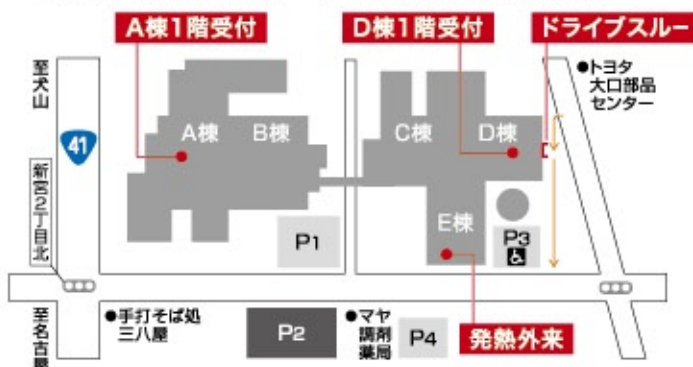 A棟1階受付
D棟1階受付
ドライブスルー
至犬山
●トヨタ
大口部品
センター
41
A棟
B棟
C棟
D棟
新宮2丁目北
E棟
P1
P3
至名古屋
●手打そば処
三八屋
P2
●マヤ
調剤
薬局
P4
発熱外来